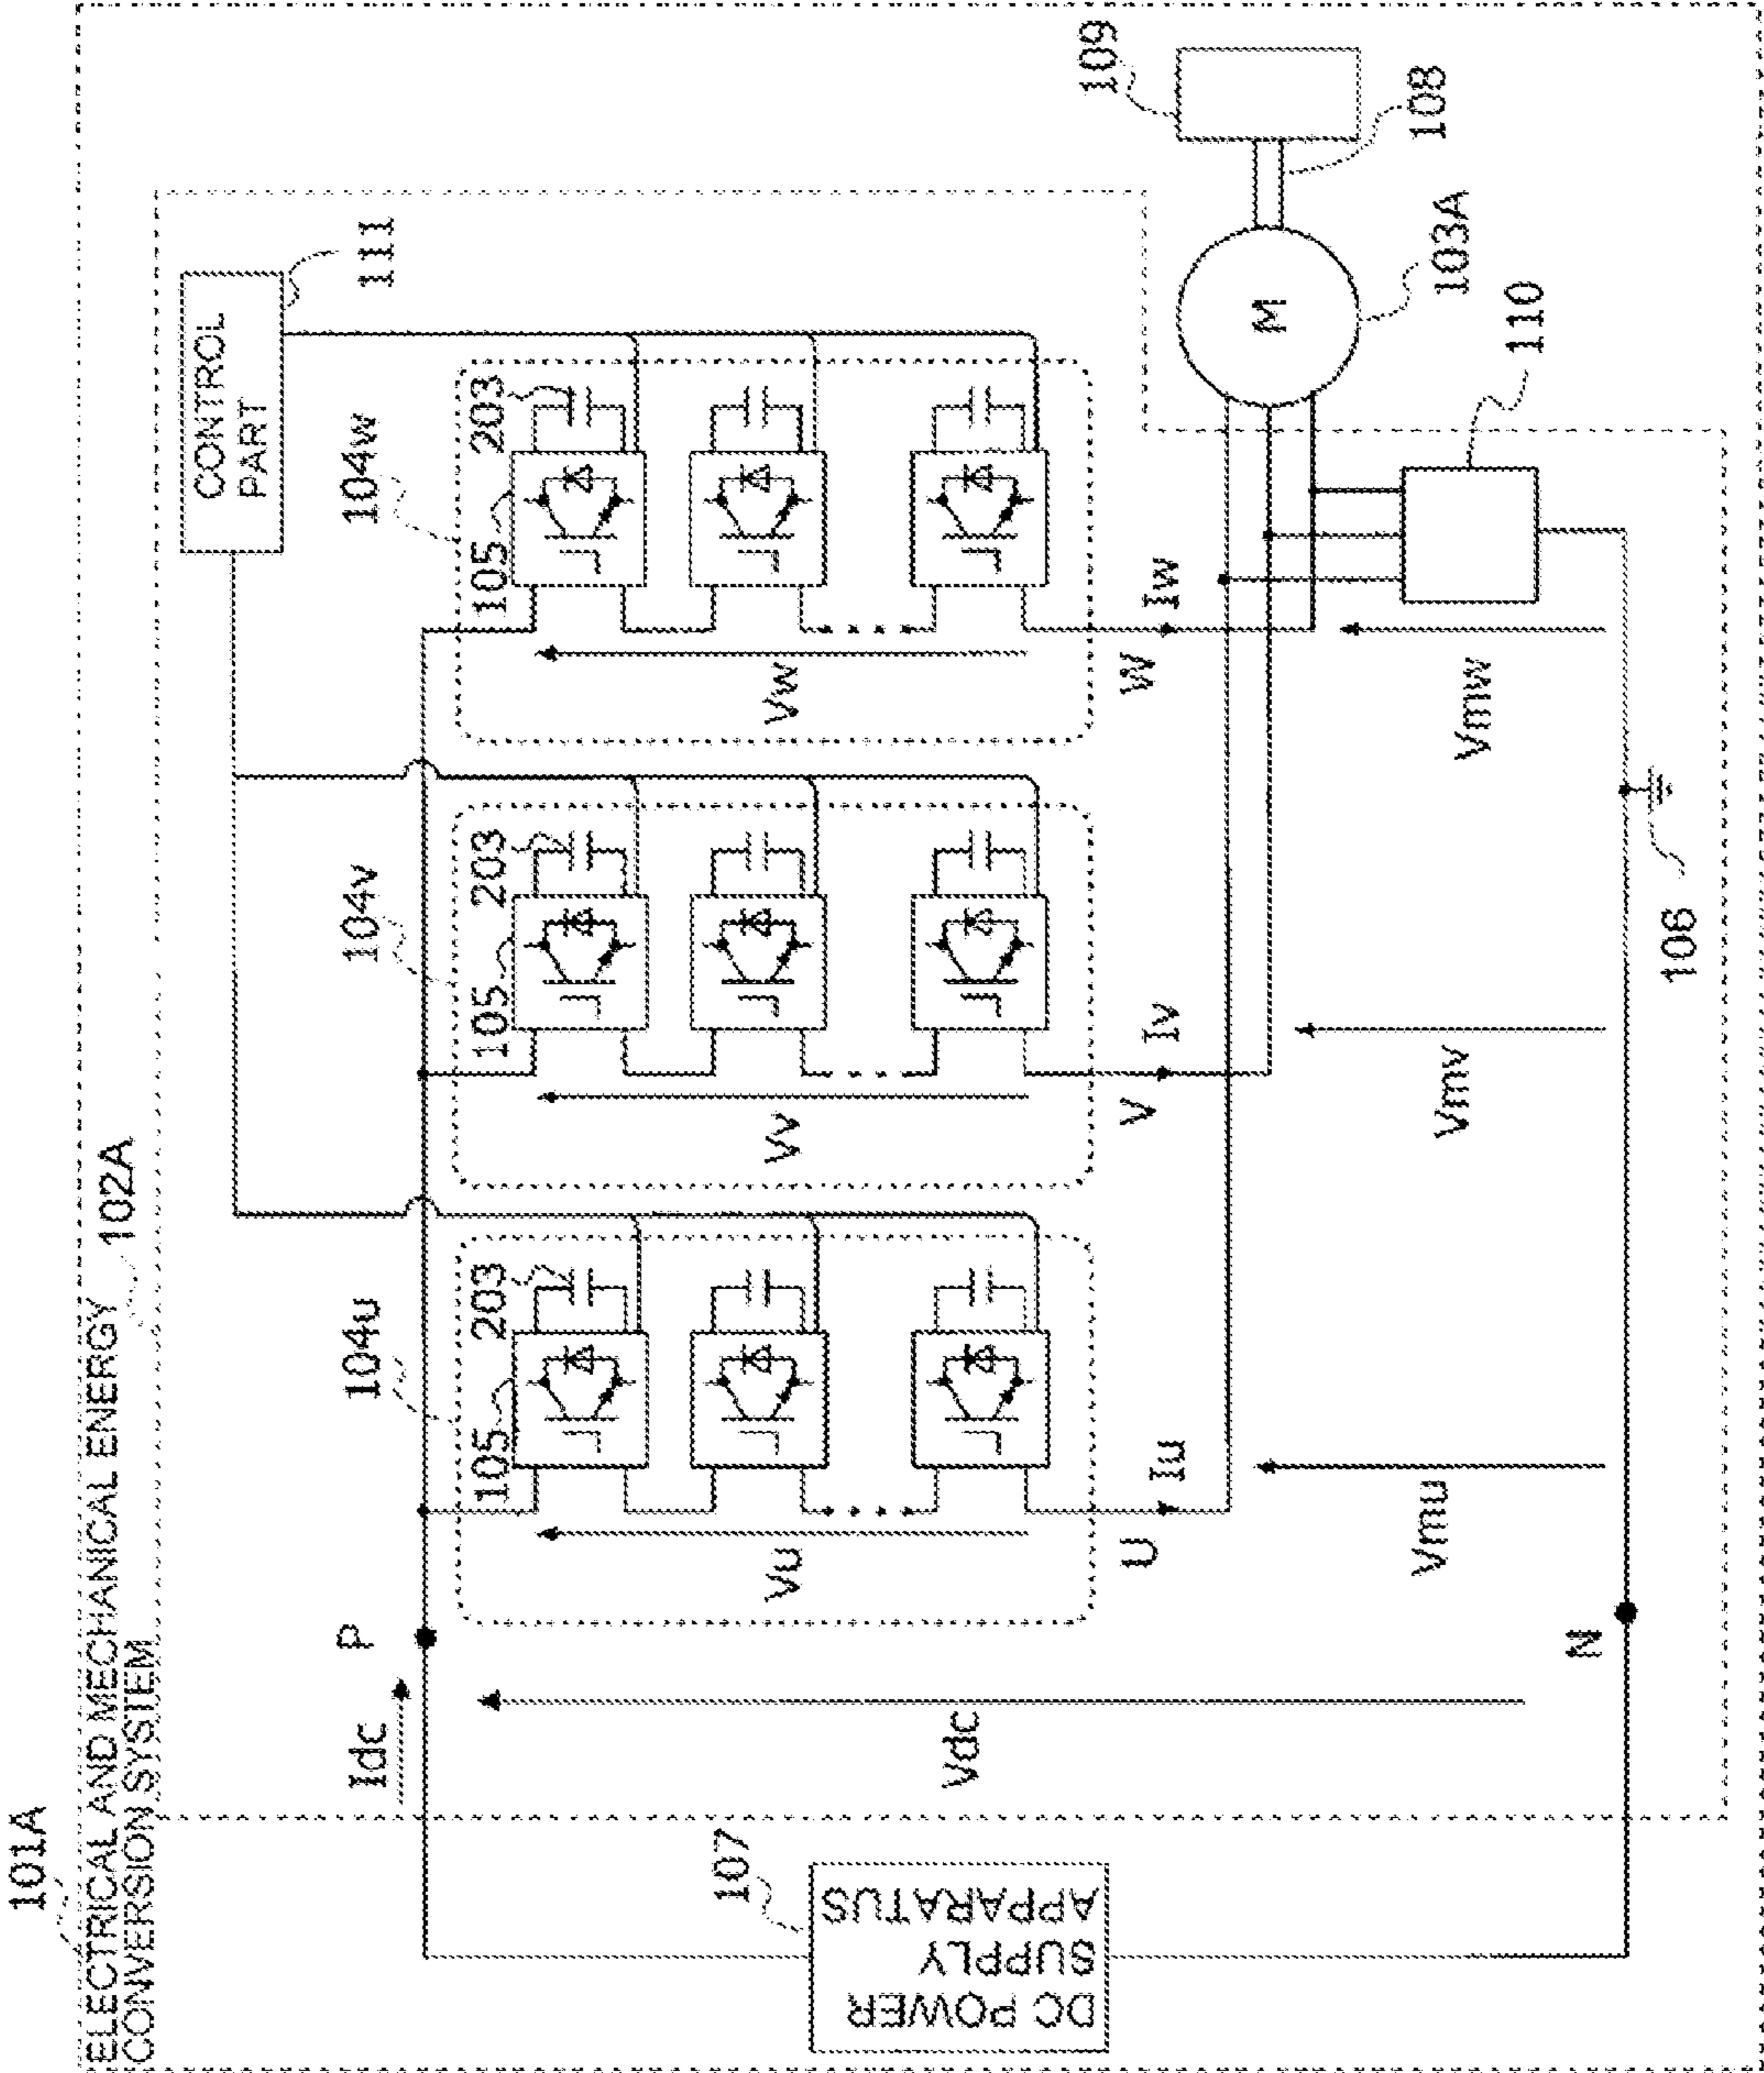 101A
ELECTRICAL AND MECHANICAL ENERGY
CONVERSION SYSTEM
102A
CONTROL
PART
111
Idc
P
104u
104v
104w
105
203
105
203
105
203
109
107
DC POWER
SUPPLY
APPARATUS
Vdc
Vu
Vv
Vw
108
U
Iu
V
Iv
W
Iw
M
103A
Vmu
Vmv
Vmw
110
N
106